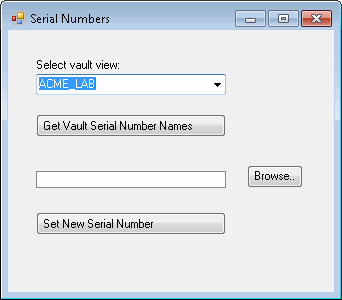 Serial Numbers
Select vault view:
ACME_LAB
Get Vault Serial Number Names
Browse..
Set New Serial Number